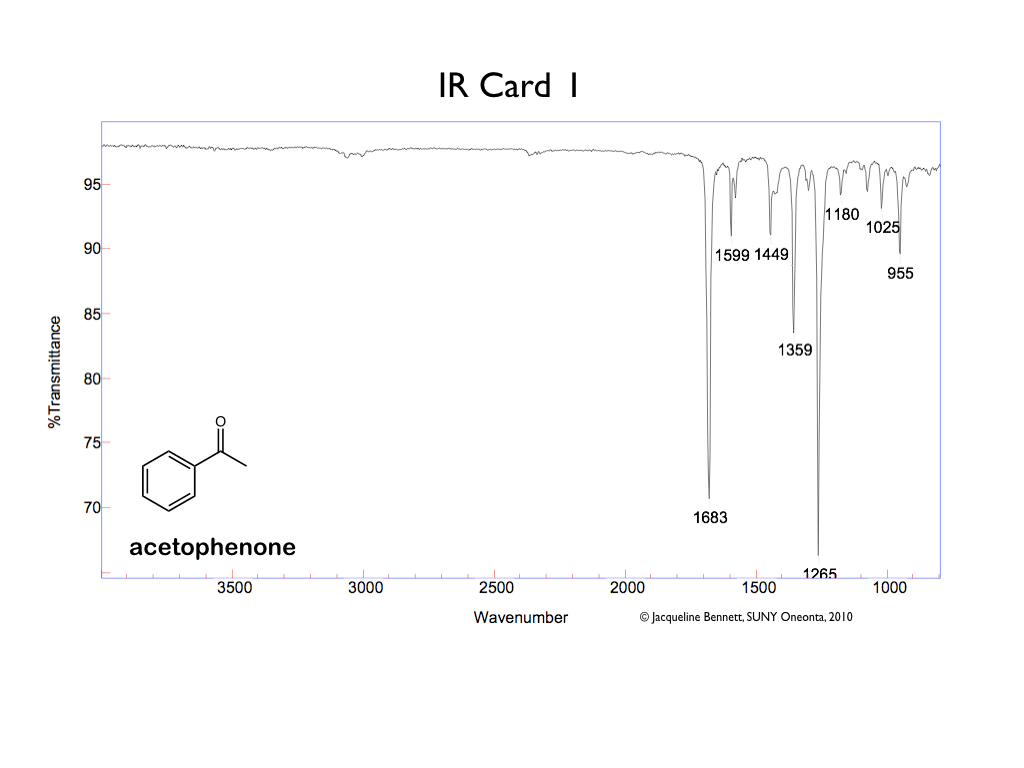 IR Card 1
95
90
85
80
75
70
%Transmittance
1599 1449
1359
1683
1265
1180
1025
955
O
acetophenone
3500 3000 2500 2000 1500 1000
Wavenumber
© Jacqueline Bennett, SUNY Oneonta, 2010